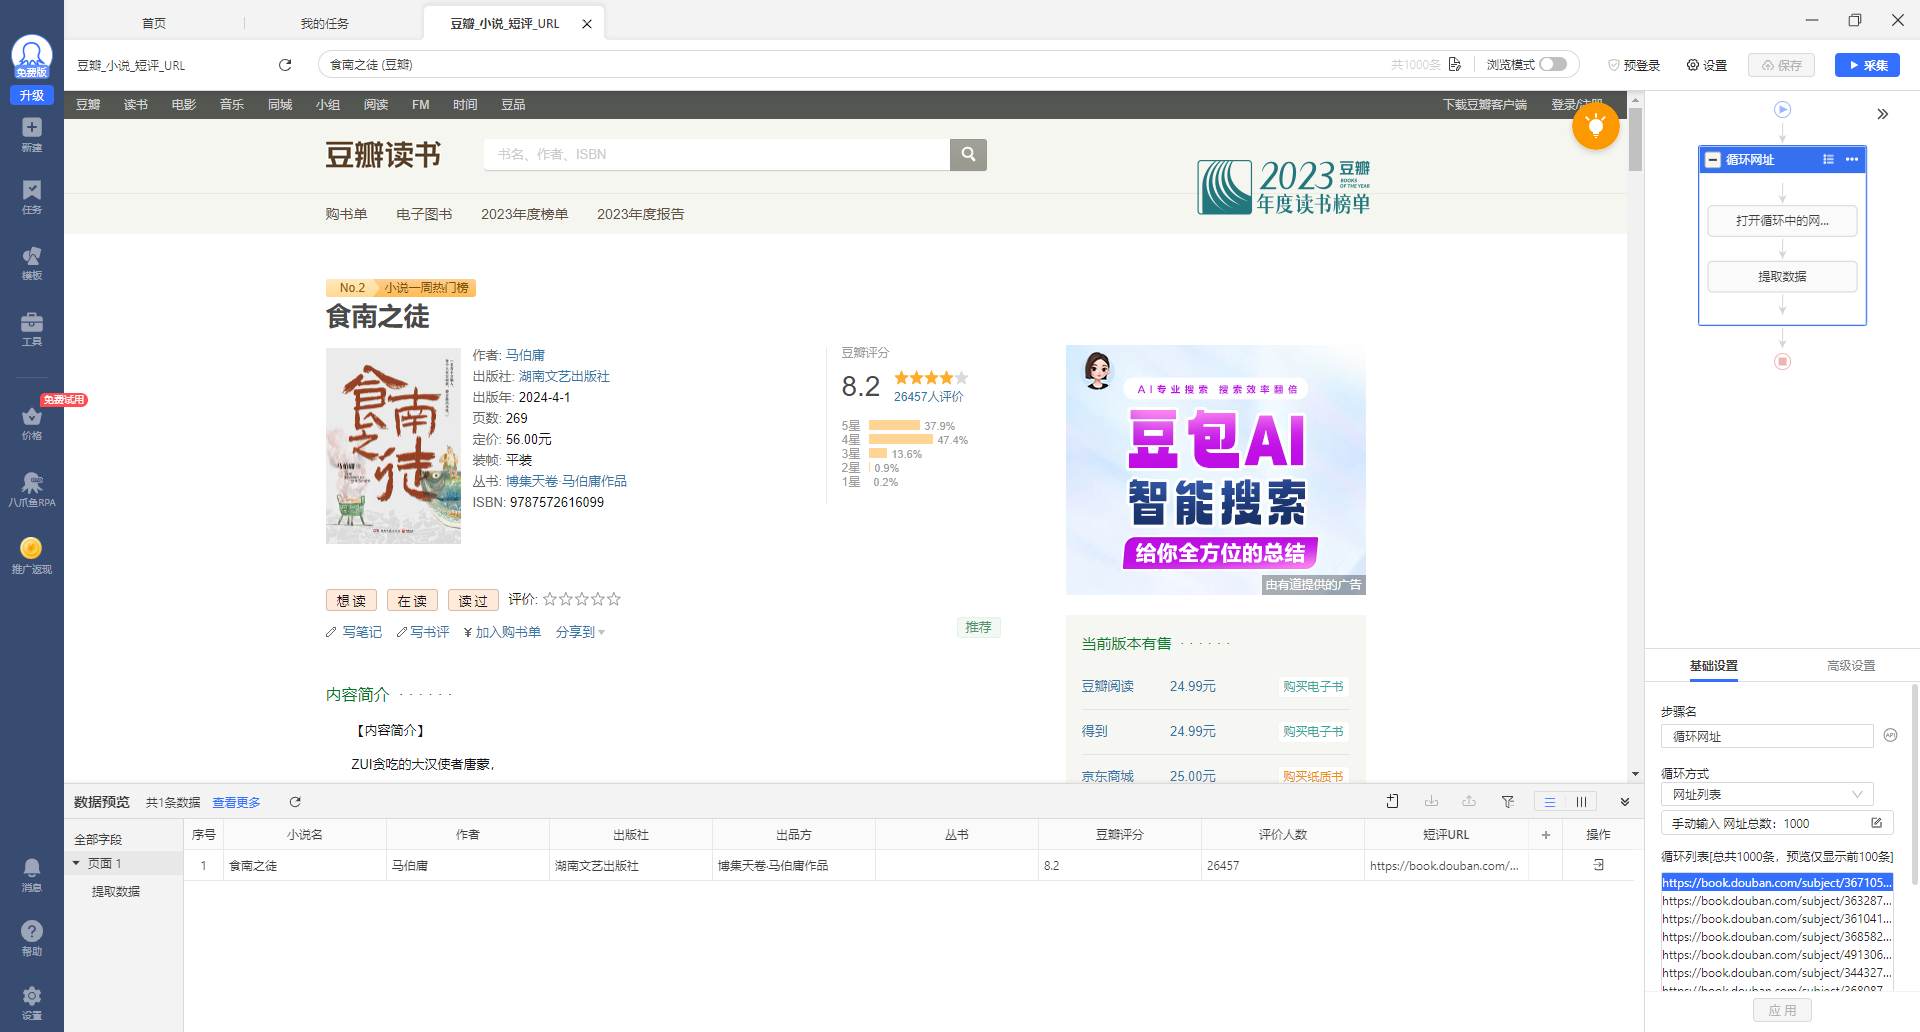 首页
我的任务
豆瓣_小说_短评_URL
免费版
升级
新建
任务
模板
工具
免费试用
价格
八爪鱼RPA
推广返现
消息
帮助
设置
豆瓣_小说_短评_URL
食南之徒 (豆瓣)
共1000条
浏览模式
预登录
设置
保存
采集
豆瓣 读书 电影 音乐 同城 小组 阅读 FM 时间 豆品
下载豆瓣客户端
登录/注册
豆瓣读书
书名、作者、ISBN
2023 豆瓣
BOOKS OF THE YEAR
年度读书榜单
购书单 电子图书 2023年度榜单 2023年度报告
No.2 小说一周热门榜
食南之徒
食南之徒
马伯庸
作者: 马伯庸
出版社: 湖南文艺出版社
出版年: 2024-4-1
页数: 269
定价: 56.00元
装帧: 平装
丛书: 博集天卷·马伯庸作品
ISBN: 9787572616099
豆瓣评分
8.2
26457人评价
5星 37.9%
4星 47.4%
3星 13.6%
2星 0.9%
1星 0.2%
AI专业搜索 搜索效率翻倍
豆包AI
智能搜索
给你全方位的总结
由有道提供的广告
想读 在读 读过 评价:
写笔记 写书评 ¥加入购书单 分享到
推荐
内容简介 · · · · · ·
【内容简介】
ZUI贪吃的大汉使者唐蒙，
当前版本有售 · · · · · ·
豆瓣阅读 24.99元 购买电子书
得到 24.99元 购买电子书
京东商城 25.00元 购买纸质书
数据预览 共1条数据 查看更多
全部字段
页面 1
提取数据
序号 小说名 作者 出版社 出品方 丛书 豆瓣评分 评价人数 短评URL + 操作
1 食南之徒 马伯庸 湖南文艺出版社 博集天卷·马伯庸作品 8.2 26457 https://book.douban.com/...
循环网址
打开循环中的网...
提取数据
基础设置
高级设置
步骤名
循环网址
API
循环方式
网址列表
手动输入 网址总数：1000
循环列表[总共1000条，预览仅显示前100条]
https://book.douban.com/subject/367105...
https://book.douban.com/subject/363287...
https://book.douban.com/subject/361041...
https://book.douban.com/subject/368582...
https://book.douban.com/subject/491306...
https://book.douban.com/subject/344327...
https://book.douban.com/subject/368087...
应用